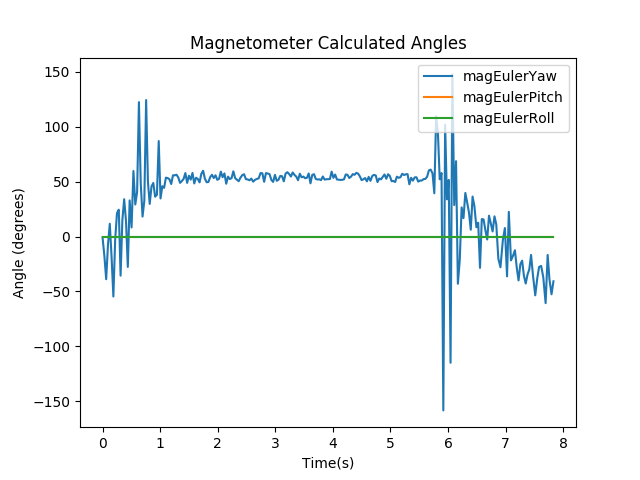 Magnetometer Calculated Angles
magEulerYaw
magEulerPitch
magEulerRoll
150
100
50
0
−50
−100
−150
Angle (degrees)
0 1 2 3 4 5 6 7 8
Time(s)